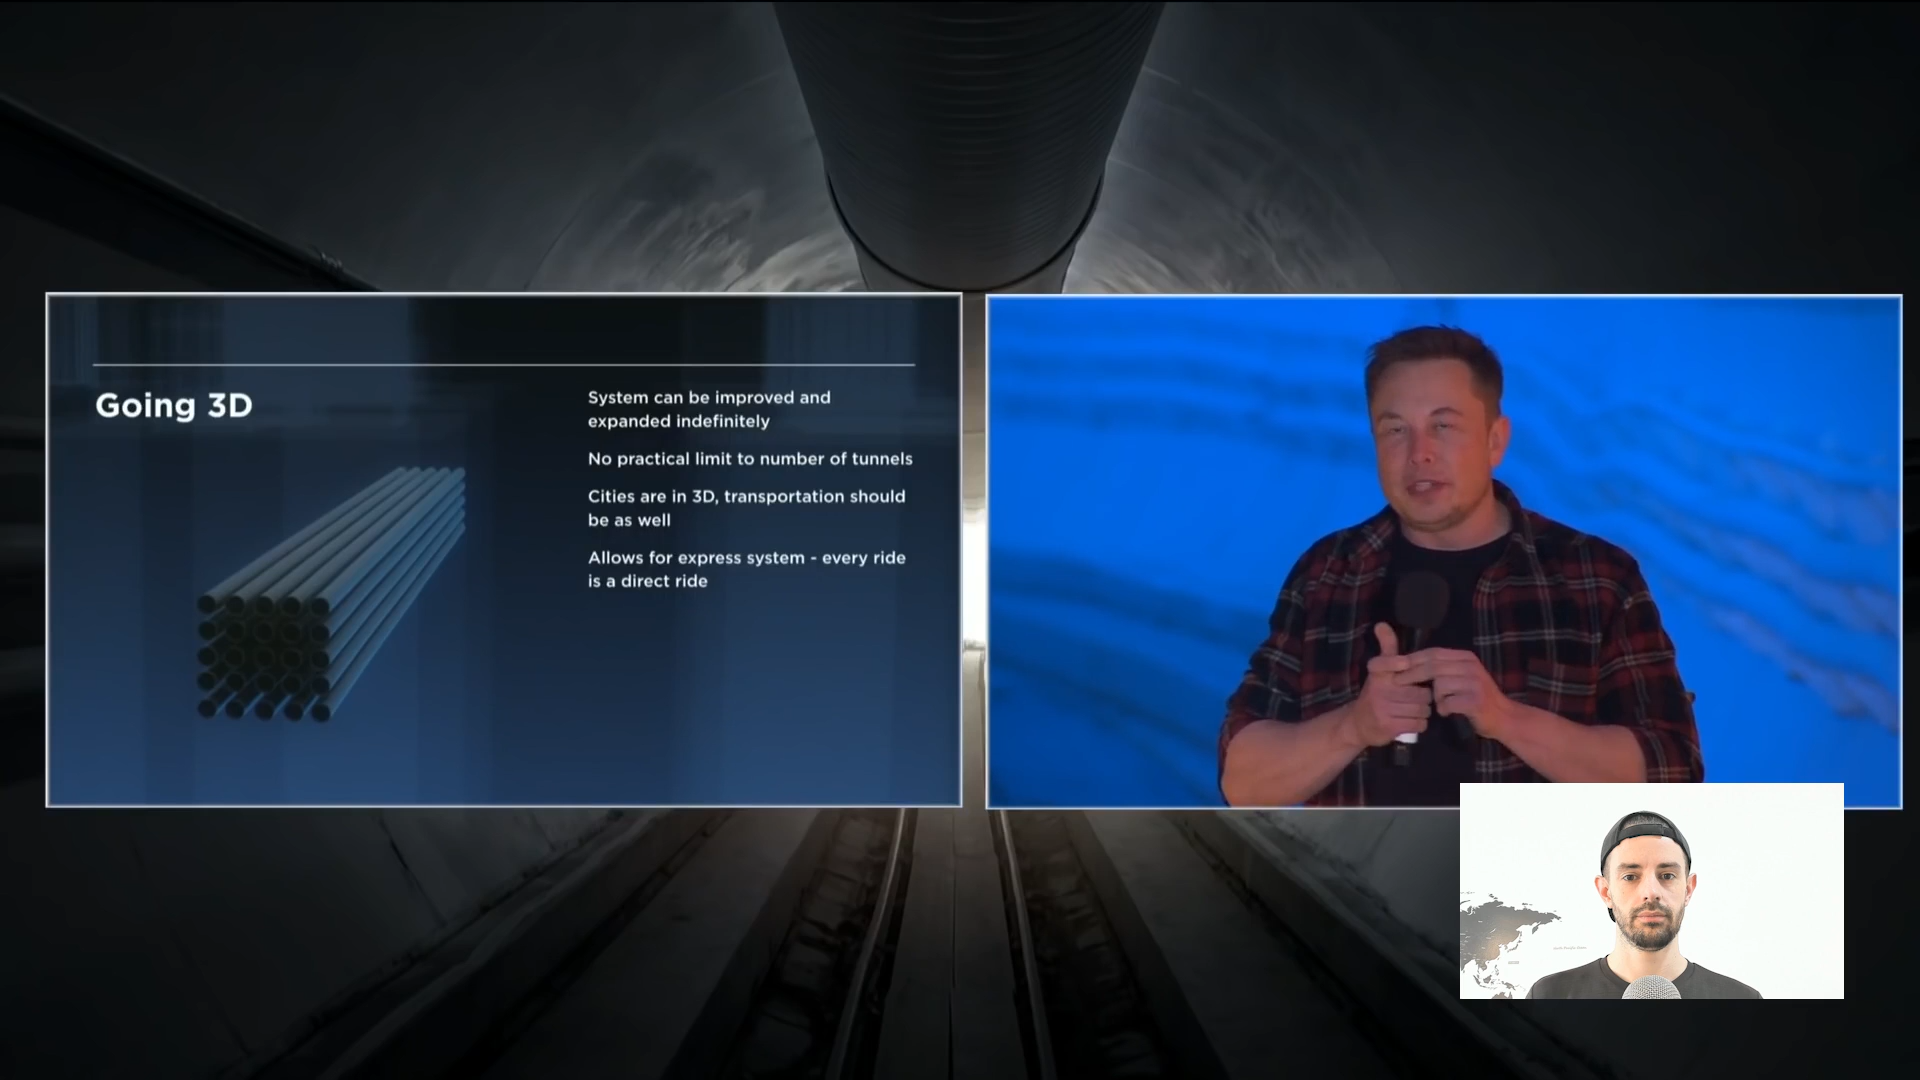 Going 3D
System can be improved and
expanded indefinitely
No practical limit to number of tunnels
Cities are in 3D, transportation should
be as well
Allows for express system - every ride
is a direct ride